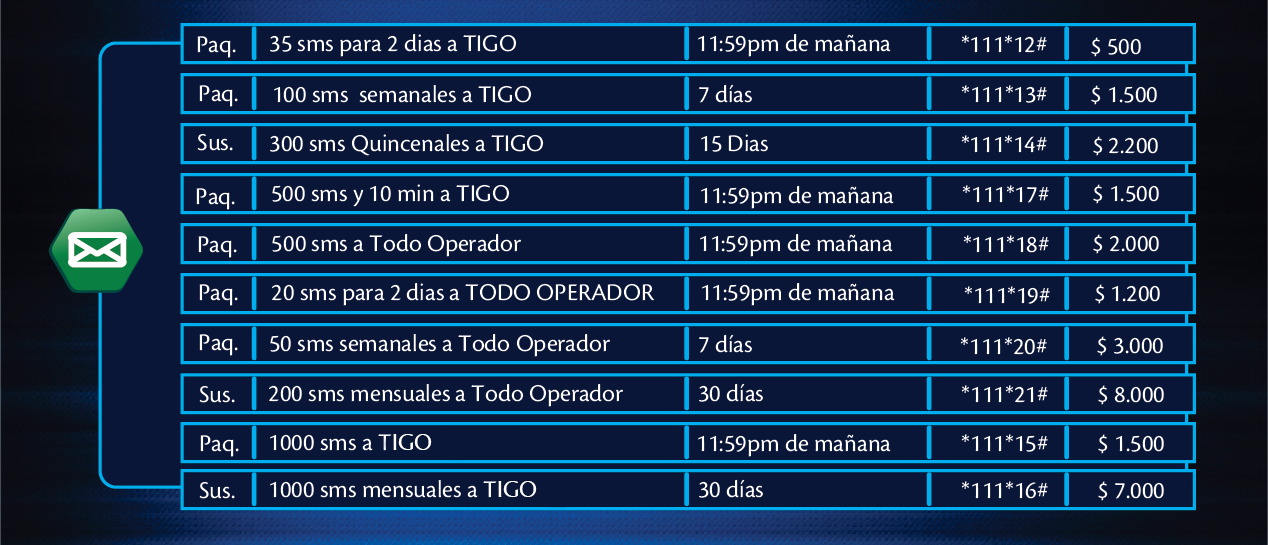 Paq. 35 sms para 2 dias a TIGO 11:59pm de mañana *111*12# $ 500
Paq. 100 sms semanales a TIGO 7 días *111*13# $ 1.500
Sus. 300 sms Quincenales a TIGO 15 Dias *111*14# $ 2.200
Paq. 500 sms y 10 min a TIGO 11:59pm de mañana *111*17# $ 1.500
Paq. 500 sms a Todo Operador 11:59pm de mañana *111*18# $ 2.000
Paq. 20 sms para 2 dias a TODO OPERADOR 11:59pm de mañana *111*19# $ 1.200
Paq. 50 sms semanales a Todo Operador 7 días *111*20# $ 3.000
Sus. 200 sms mensuales a Todo Operador 30 días *111*21# $ 8.000
Paq. 1000 sms a TIGO 11:59pm de mañana *111*15# $ 1.500
Sus. 1000 sms mensuales a TIGO 30 días *111*16# $ 7.000